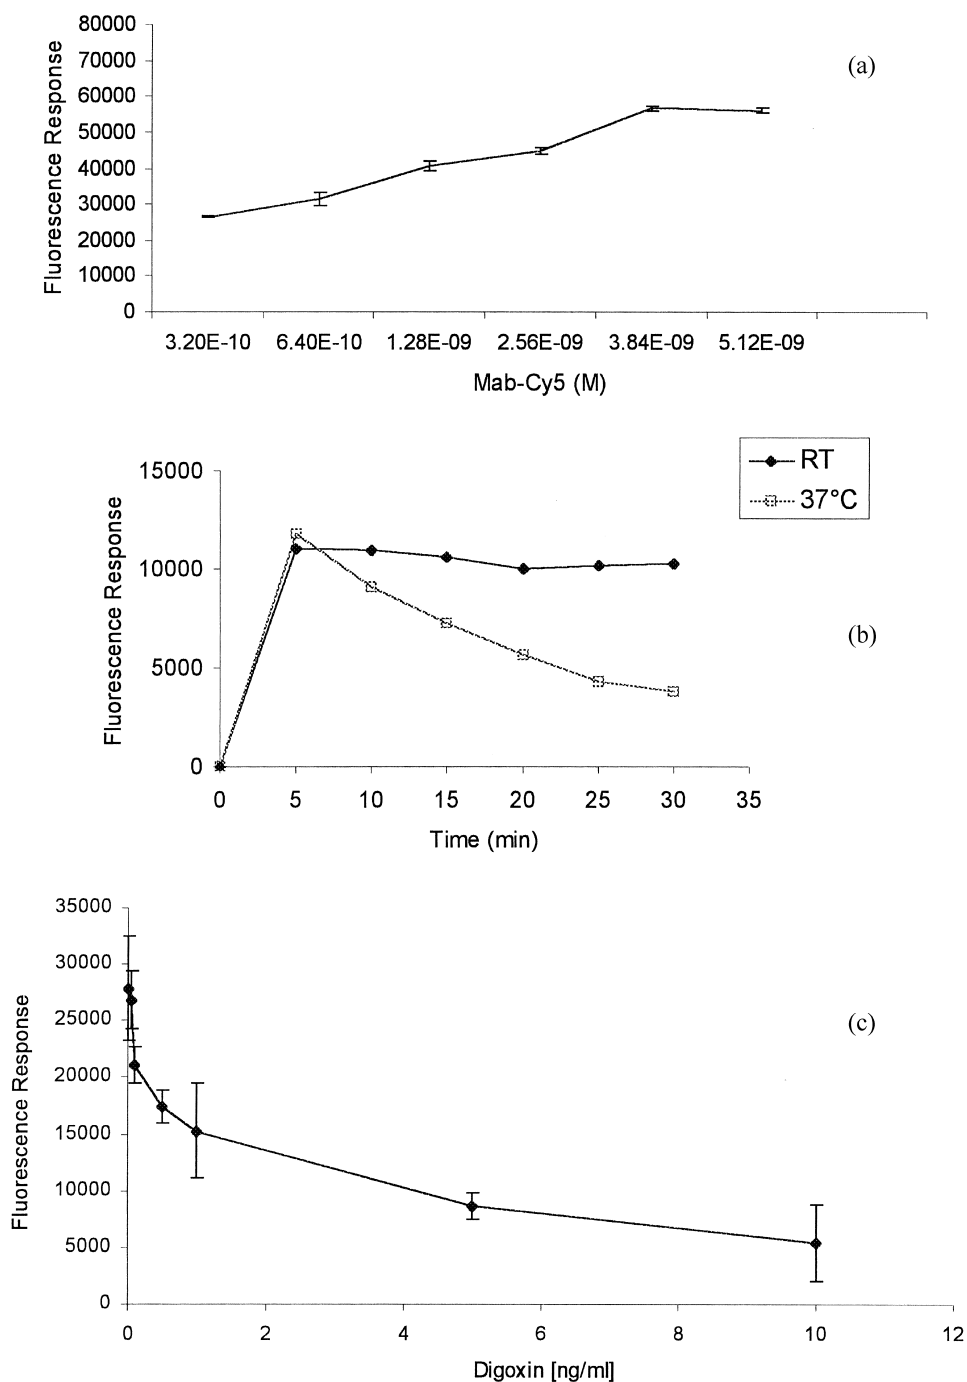 80000
70000
60000
50000
40000
30000
20000
10000
0
Fluorescence Response
(a)
3.20E-10 6.40E-10 1.28E-09 2.56E-09 3.84E-09 5.12E-09
Mab-Cy5 (M)
RT
37°C
15000
10000
5000
0
Fluorescence Response
(b)
0 5 10 15 20 25 30 35
Time (min)
35000
30000
25000
20000
15000
10000
5000
0
Fluorescence Response
(c)
0 2 4 6 8 10 12
Digoxin [ng/ml]